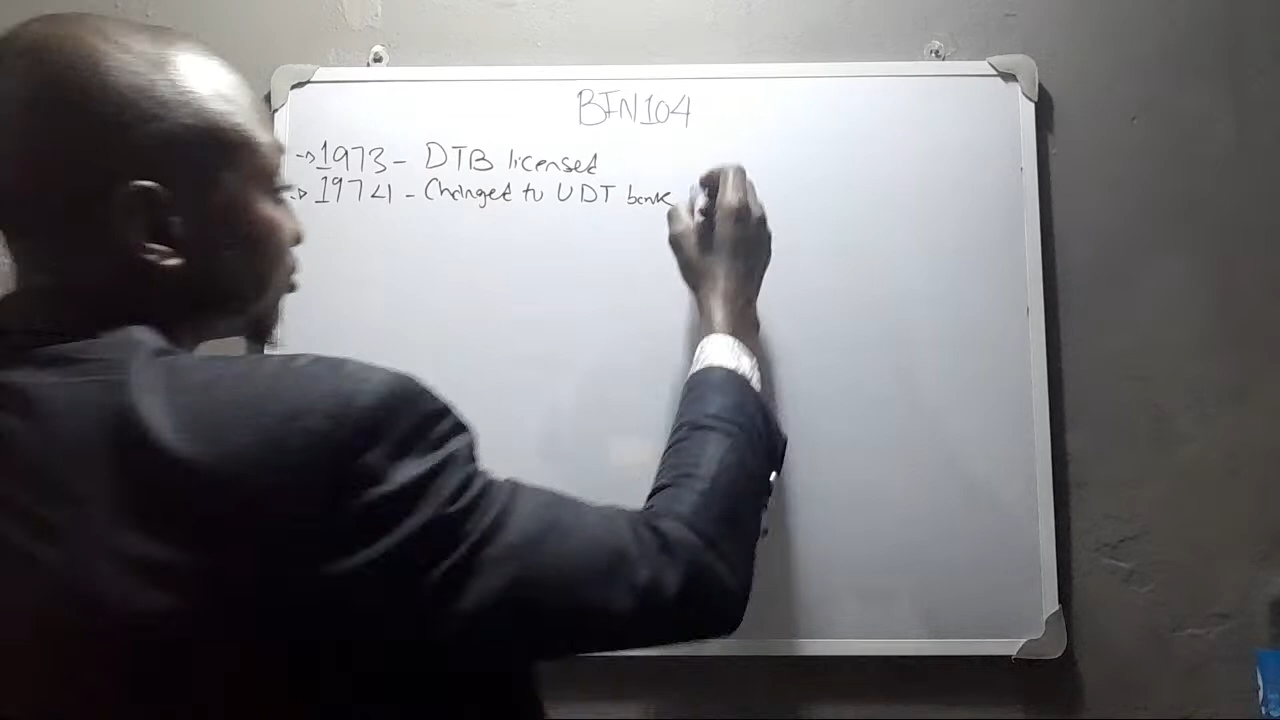 BFN104
→ 1973 - DTB licensed
→ 1974 - Changed to UDT bank